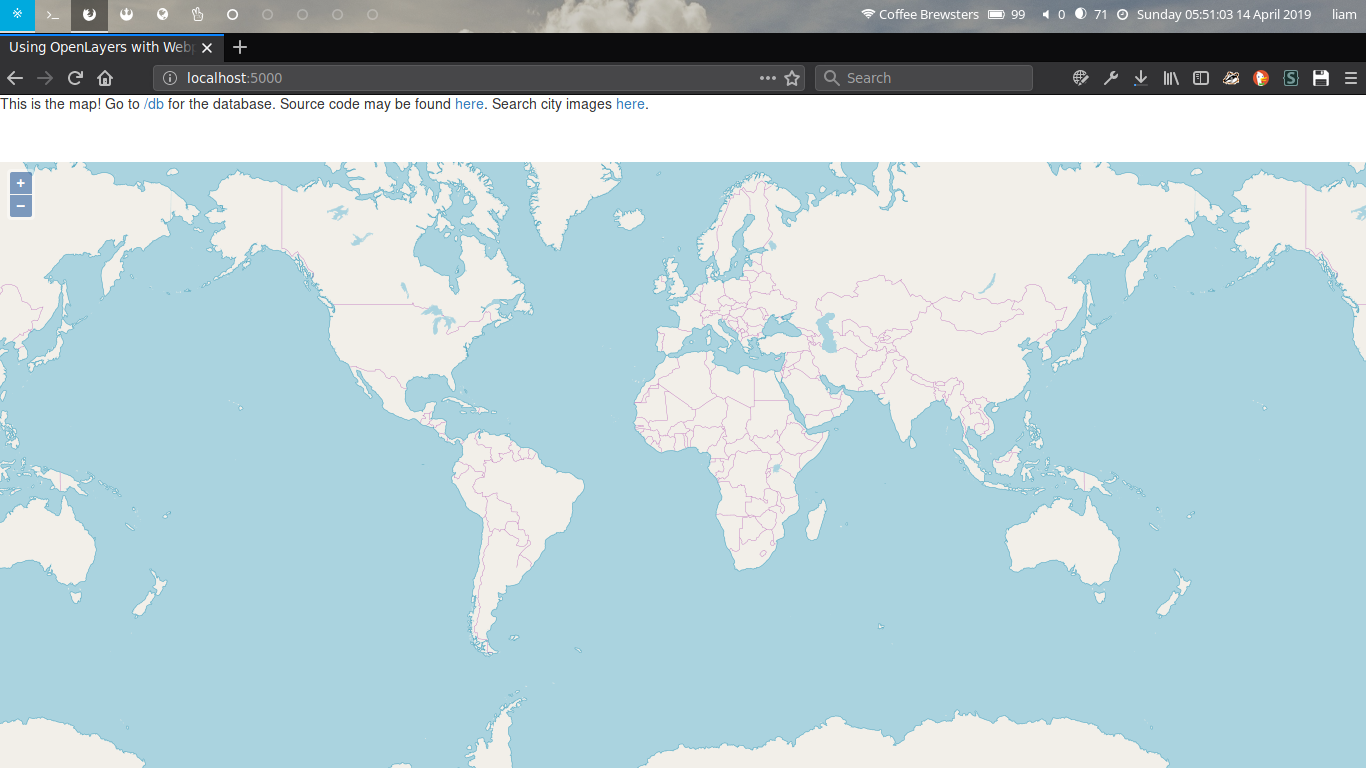 >_ Coffee Brewsters 99 0 71 Sunday 05:51:03 14 April 2019 liam
Using OpenLayers with Webp
localhost:5000 Search
This is the map! Go to /db for the database. Source code may be found here. Search city images here.
+
−